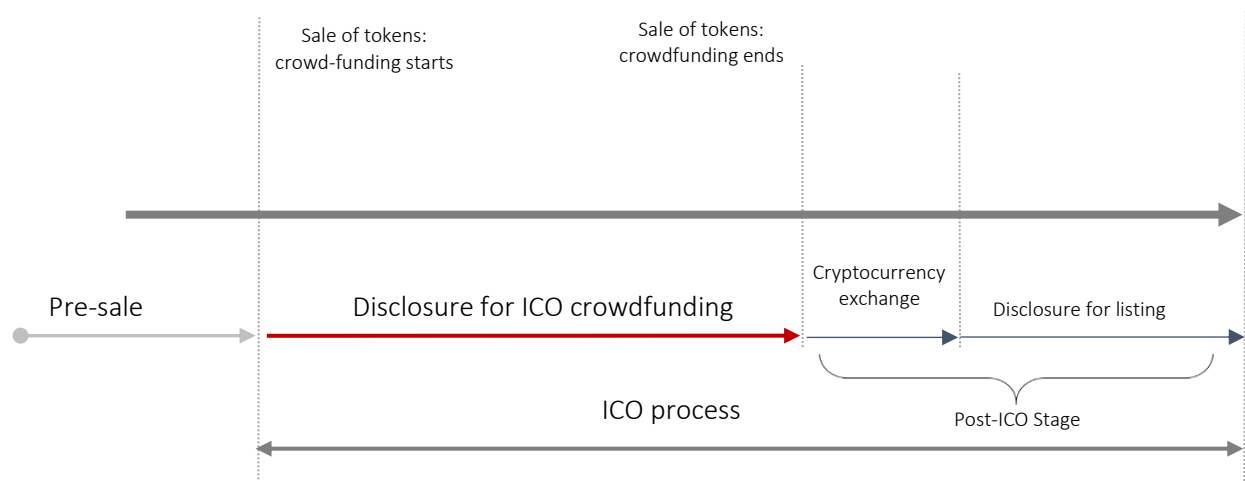 Sale of tokens:
crowd-funding starts
Sale of tokens:
crowdfunding ends
Pre-sale
Disclosure for ICO crowdfunding
Cryptocurrency
exchange
Disclosure for listing
ICO process
Post-ICO Stage